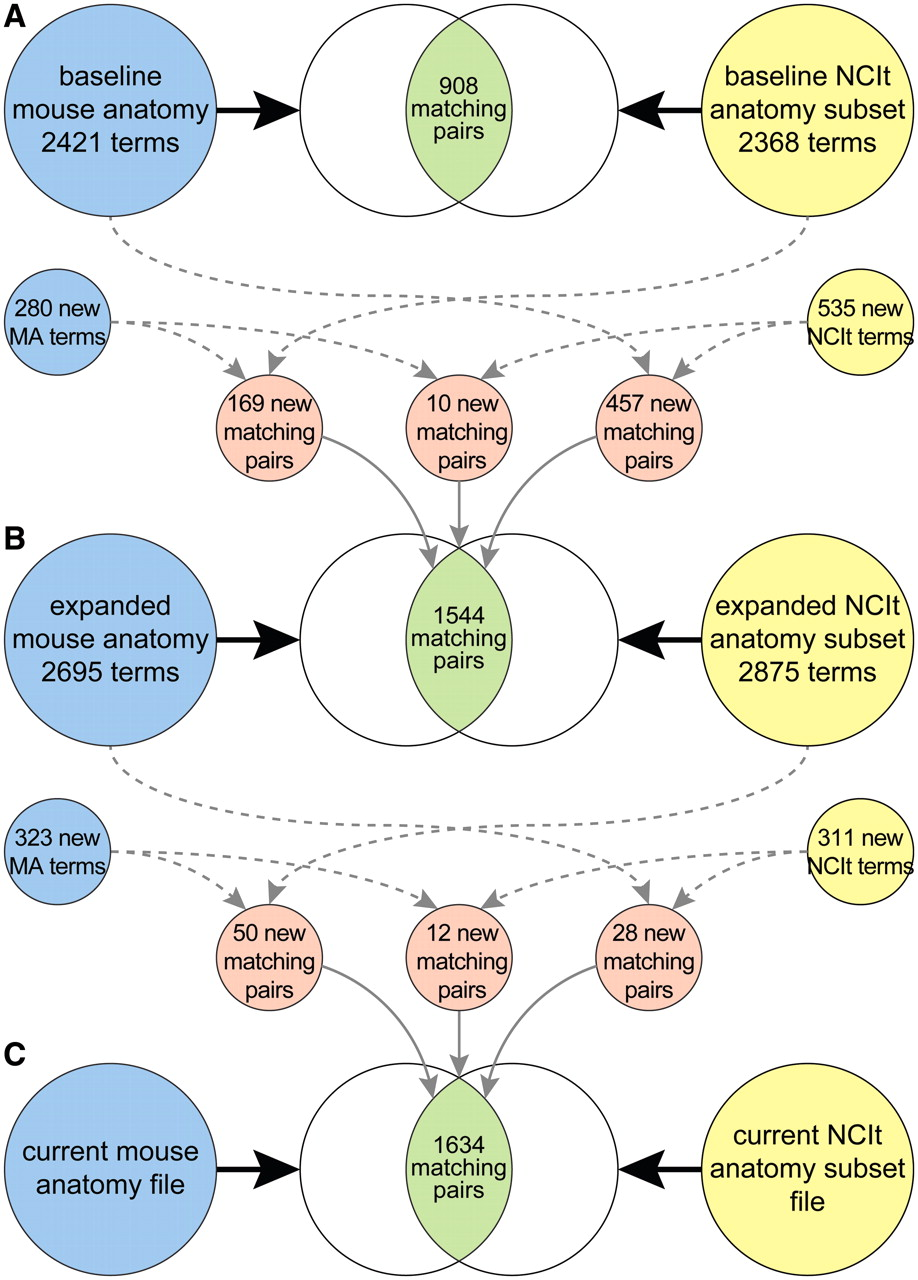 A
baseline
mouse anatomy
2421 terms
908
matching
pairs
baseline NCIt
anatomy subset
2368 terms
280 new
MA terms
535 new
NCIt terms
169 new
matching
pairs
10 new
matching
pairs
457 new
matching
pairs
B
expanded
mouse anatomy
2695 terms
1544
matching
pairs
expanded NCIt
anatomy subset
2875 terms
323 new
MA terms
311 new
NCIt terms
50 new
matching
pairs
12 new
matching
pairs
28 new
matching
pairs
C
current mouse
anatomy file
1634
matching
pairs
current NCIt
anatomy subset
file